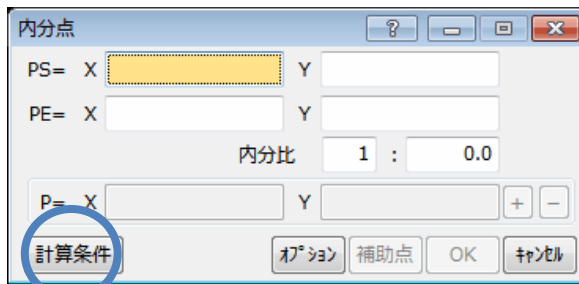 内分点
PS= X Y
PE= X Y
内分比 1 : 0.0
P= X Y + −
計算条件 ｵﾌﾟｼｮﾝ 補助点 OK ｷｬﾝｾﾙ